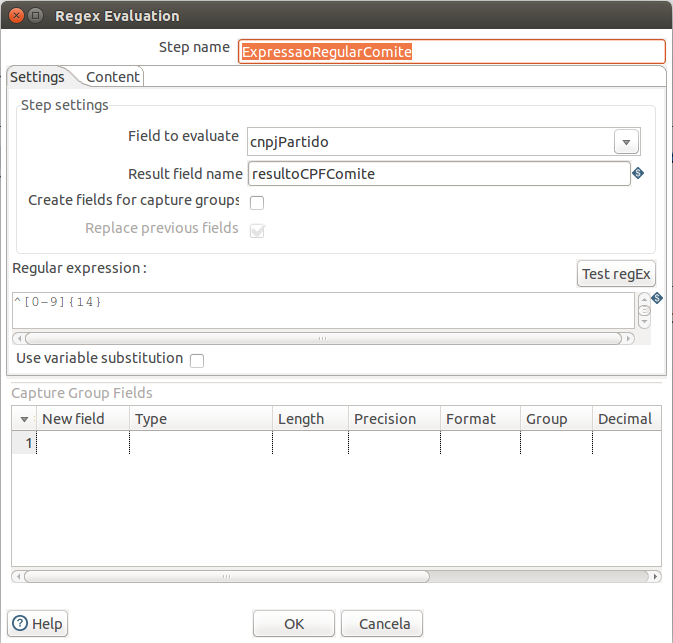 Regex Evaluation
Step name ExpressaoRegularComite
Settings Content
Step settings
Field to evaluate cnpjPartido
Result field name resultoCPFComite
Create fields for capture groups
Replace previous fields
Regular expression :
Test regEx
^[0-9]{14}
Use variable substitution
Capture Group Fields
New field Type Length Precision Format Group Decimal
1
Help OK Cancela